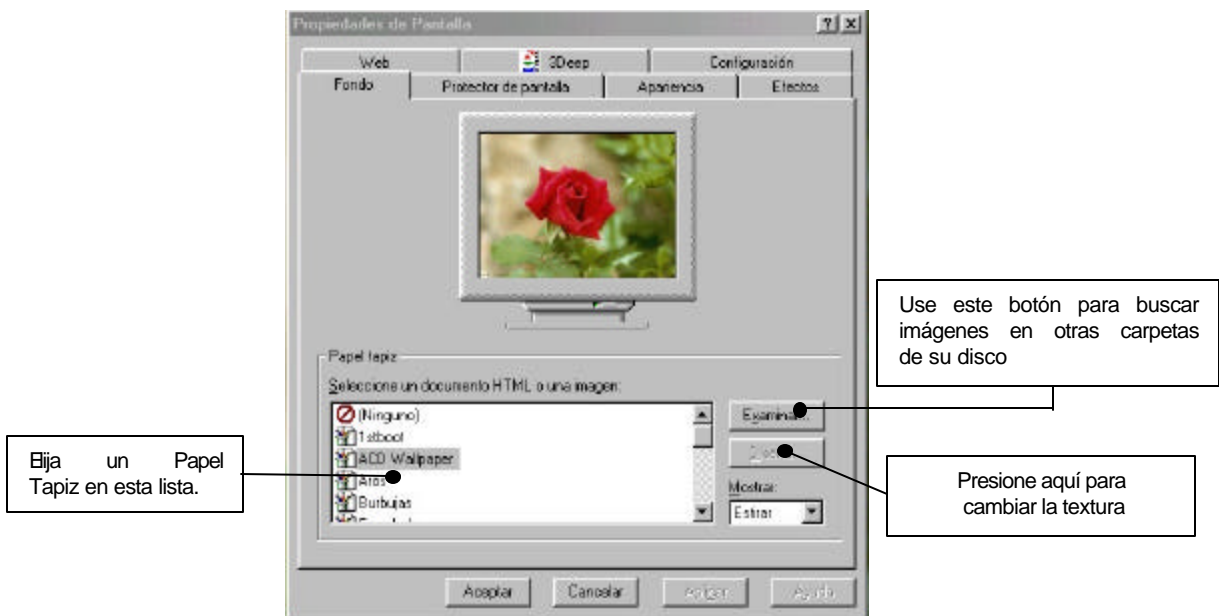 Propiedades de Pantalla
Web 3Deep Configuración
Fondo Protector de pantalla Apariencia Efectos
Papel tapiz
Seleccione un documento HTML o una imagen:
(Ninguno)
1stboot
ACD Wallpaper
Aros
Burbujas
Examinar...
Mostrar:
Estirar
Aceptar Cancelar Aplicar Ayuda
Elija un Papel
Tapiz en esta lista.
Use este botón para buscar
imágenes en otras carpetas
de su disco
Presione aquí para
cambiar la textura